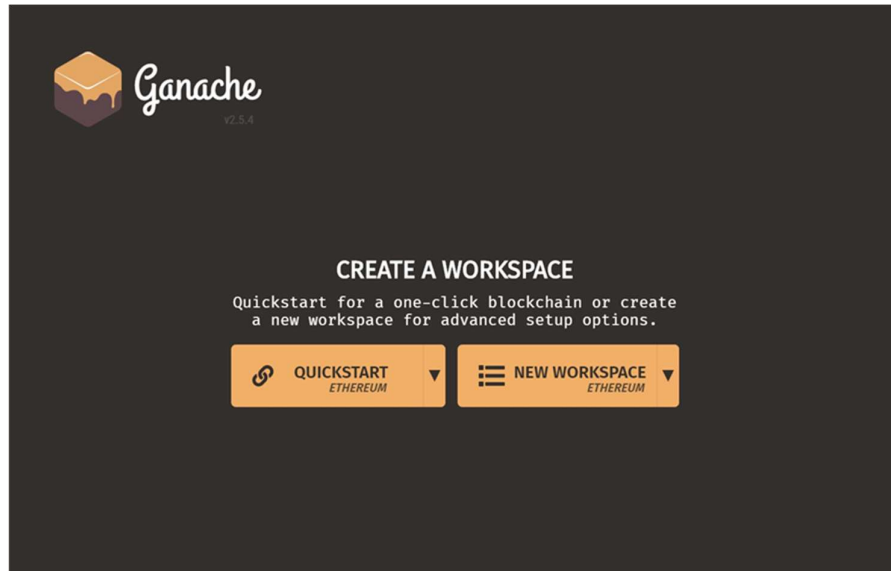 Ganache
v2.5.4
CREATE A WORKSPACE
Quickstart for a one-click blockchain or create
a new workspace for advanced setup options.
QUICKSTART
ETHEREUM
NEW WORKSPACE
ETHEREUM